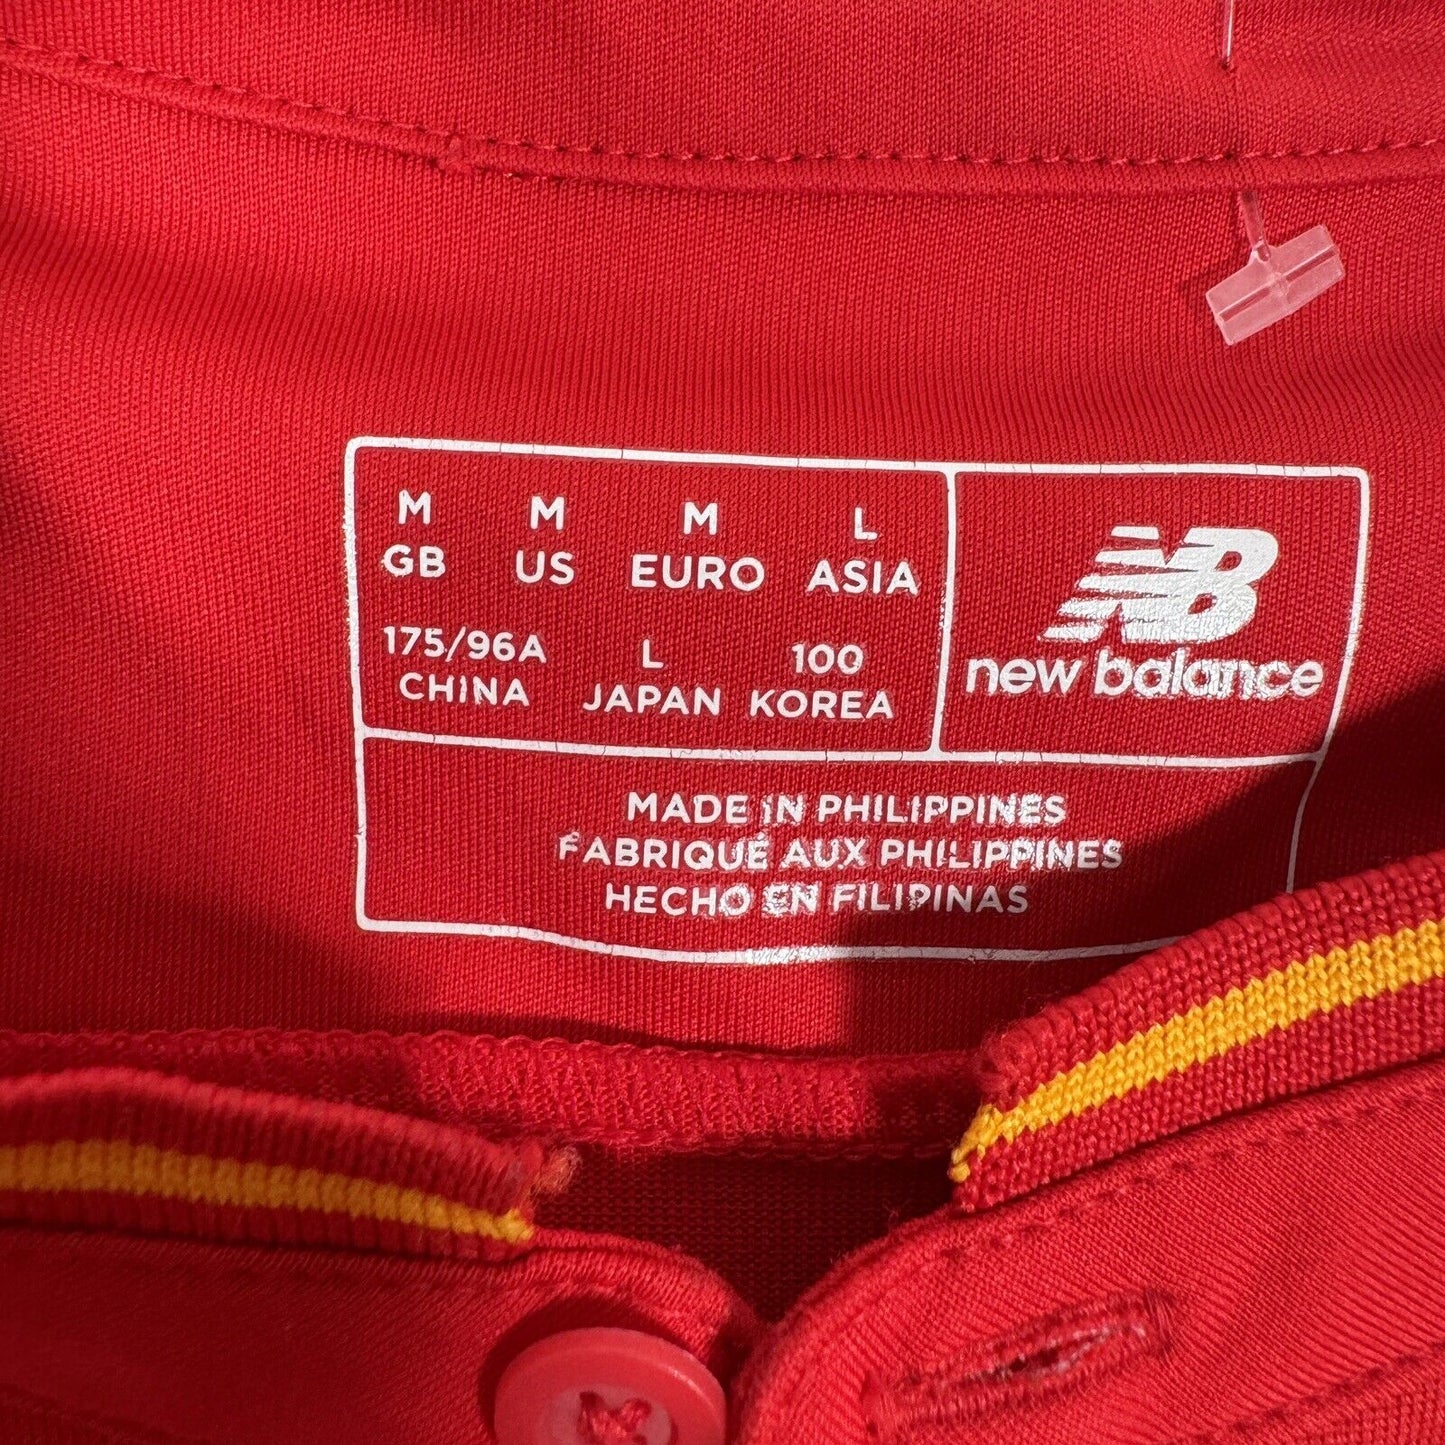 M M M L
GB US EURO ASIA
175/96A L 100
CHINA JAPAN KOREA
NB
new balance
MADE IN PHILIPPINES
FABRIQUÉ AUX PHILIPPINES
HECHO EN FILIPINAS